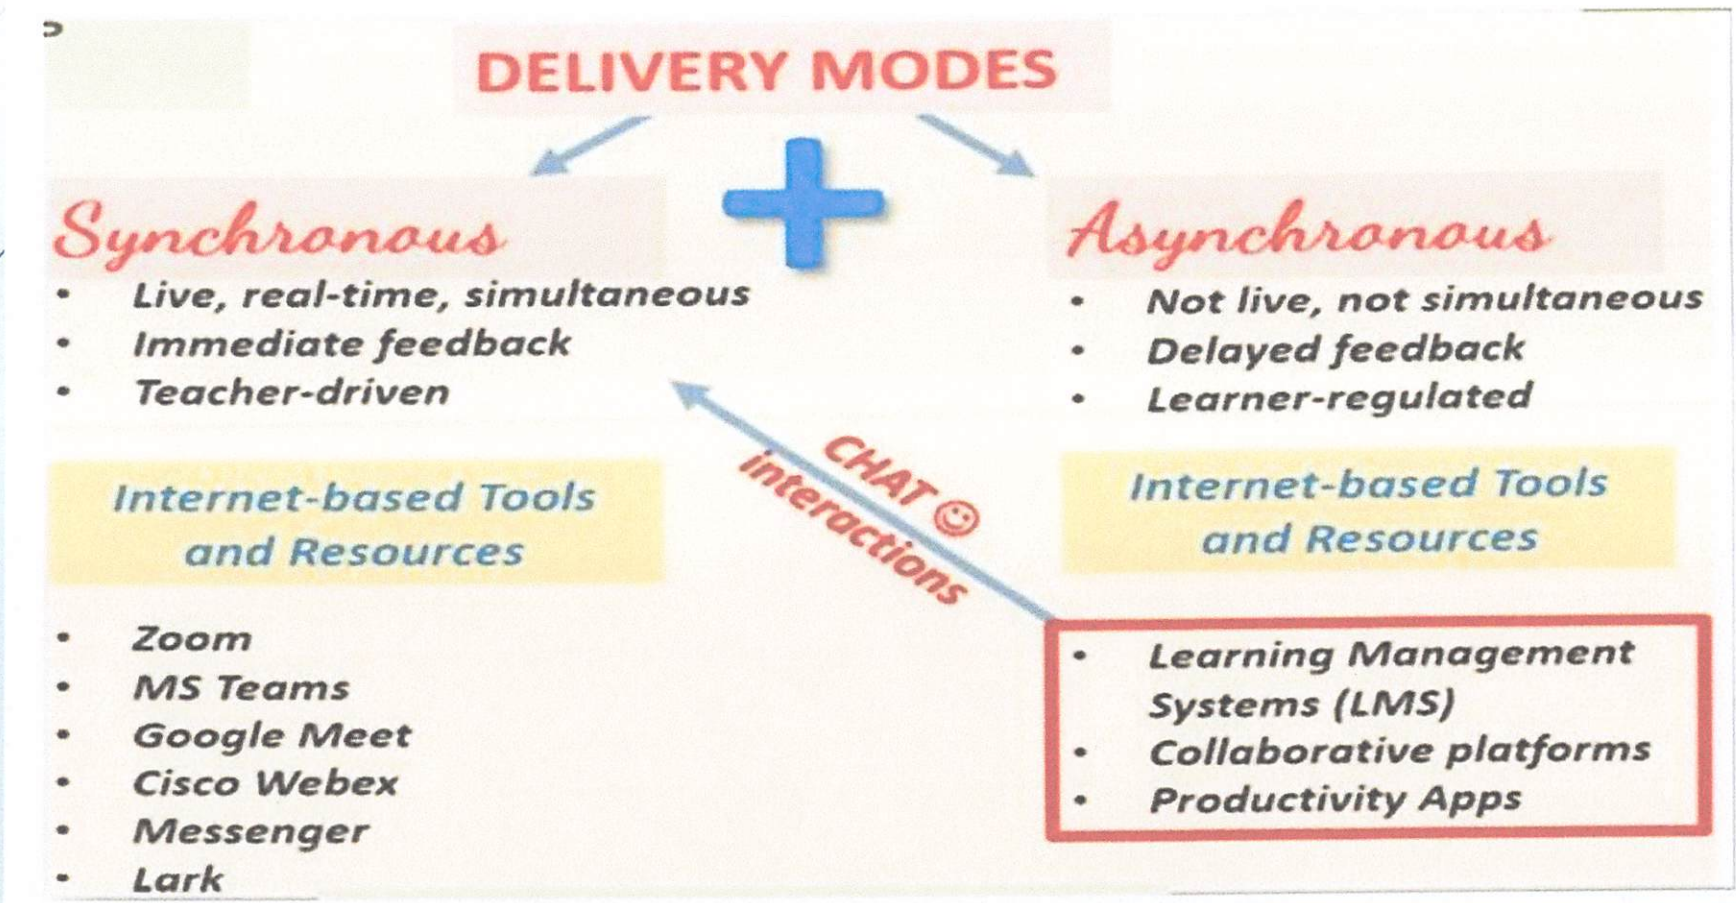 DELIVERY MODES
Synchronous
• Live, real-time, simultaneous
• Immediate feedback
• Teacher-driven
Internet-based Tools
and Resources
• Zoom
• MS Teams
• Google Meet
• Cisco Webex
• Messenger
• Lark
CHAT ☺
interactions
Asynchronous
• Not live, not simultaneous
• Delayed feedback
• Learner-regulated
Internet-based Tools
and Resources
• Learning Management
Systems (LMS)
• Collaborative platforms
• Productivity Apps